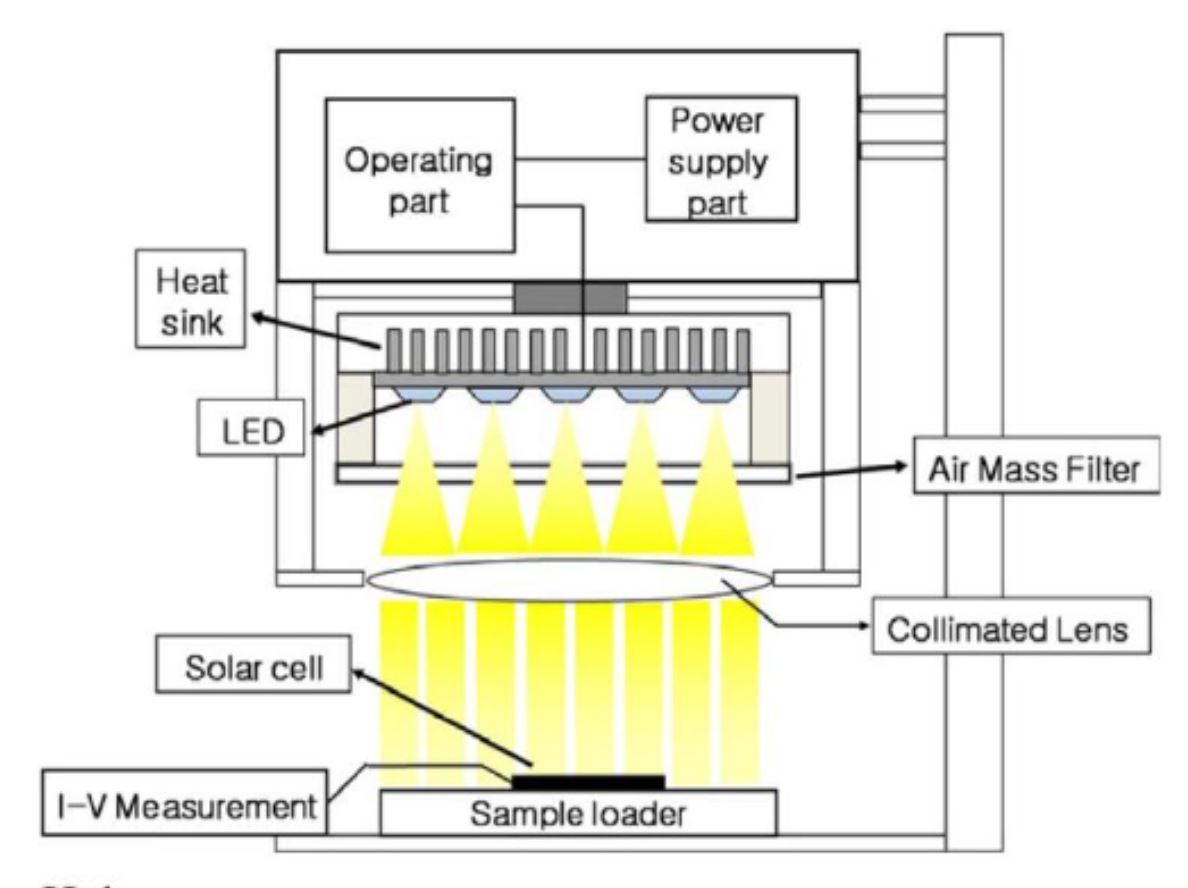 Operating
part
Power
supply
part
Heat
sink
LED
Air Mass Filter
Collimated Lens
Solar cell
I-V Measurement
Sample loader